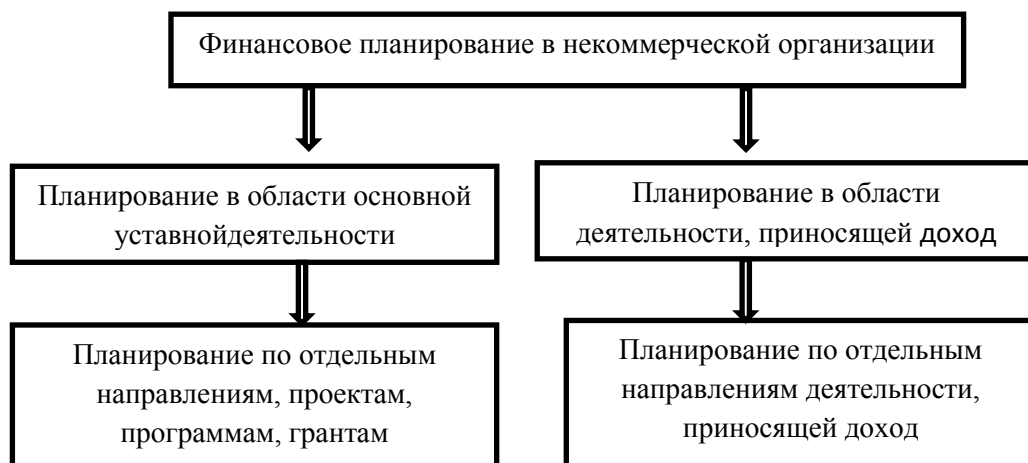 Финансовое планирование в некоммерческой организации
Планирование в области основной
уставнойдеятельности
Планирование в области
деятельности, приносящей доход
Планирование по отдельным
направлениям, проектам,
программам, грантам
Планирование по отдельным
направлениям деятельности,
приносящей доход